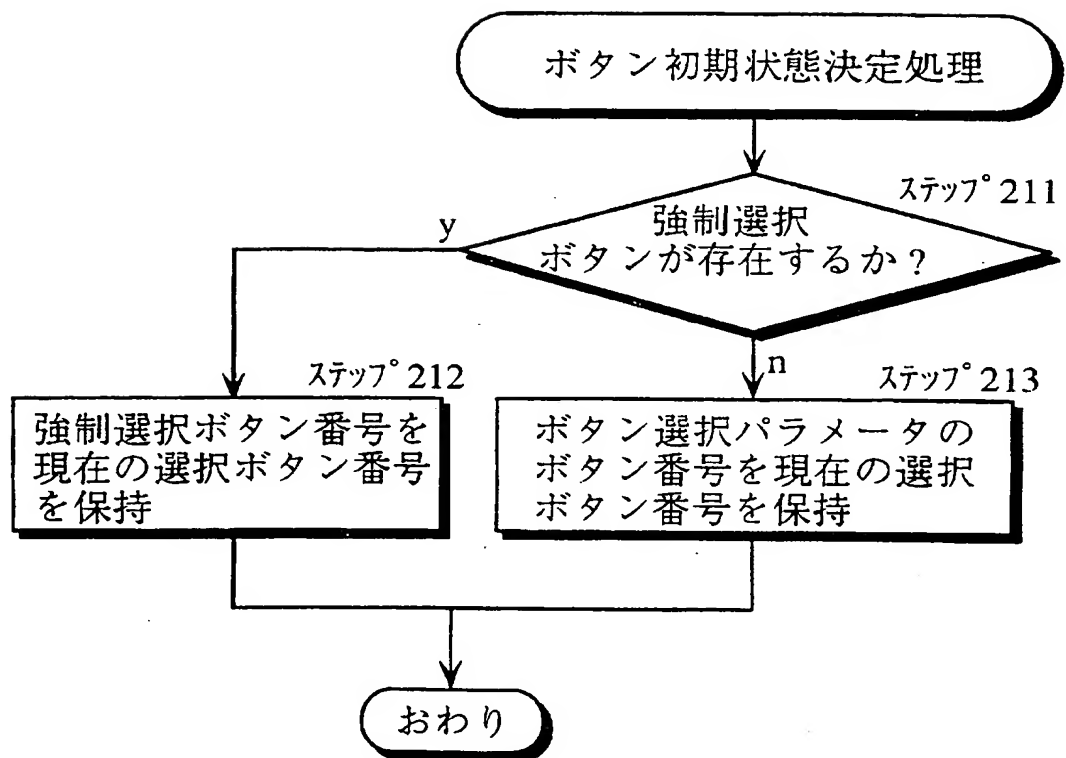 ボタン初期状態決定処理
ステップ211
強制選択
ボタンが存在するか？
y
n
ステップ212
強制選択ボタン番号を
現在の選択ボタン番号
を保持
ステップ213
ボタン選択パラメータの
ボタン番号を現在の選択
ボタン番号を保持
おわり